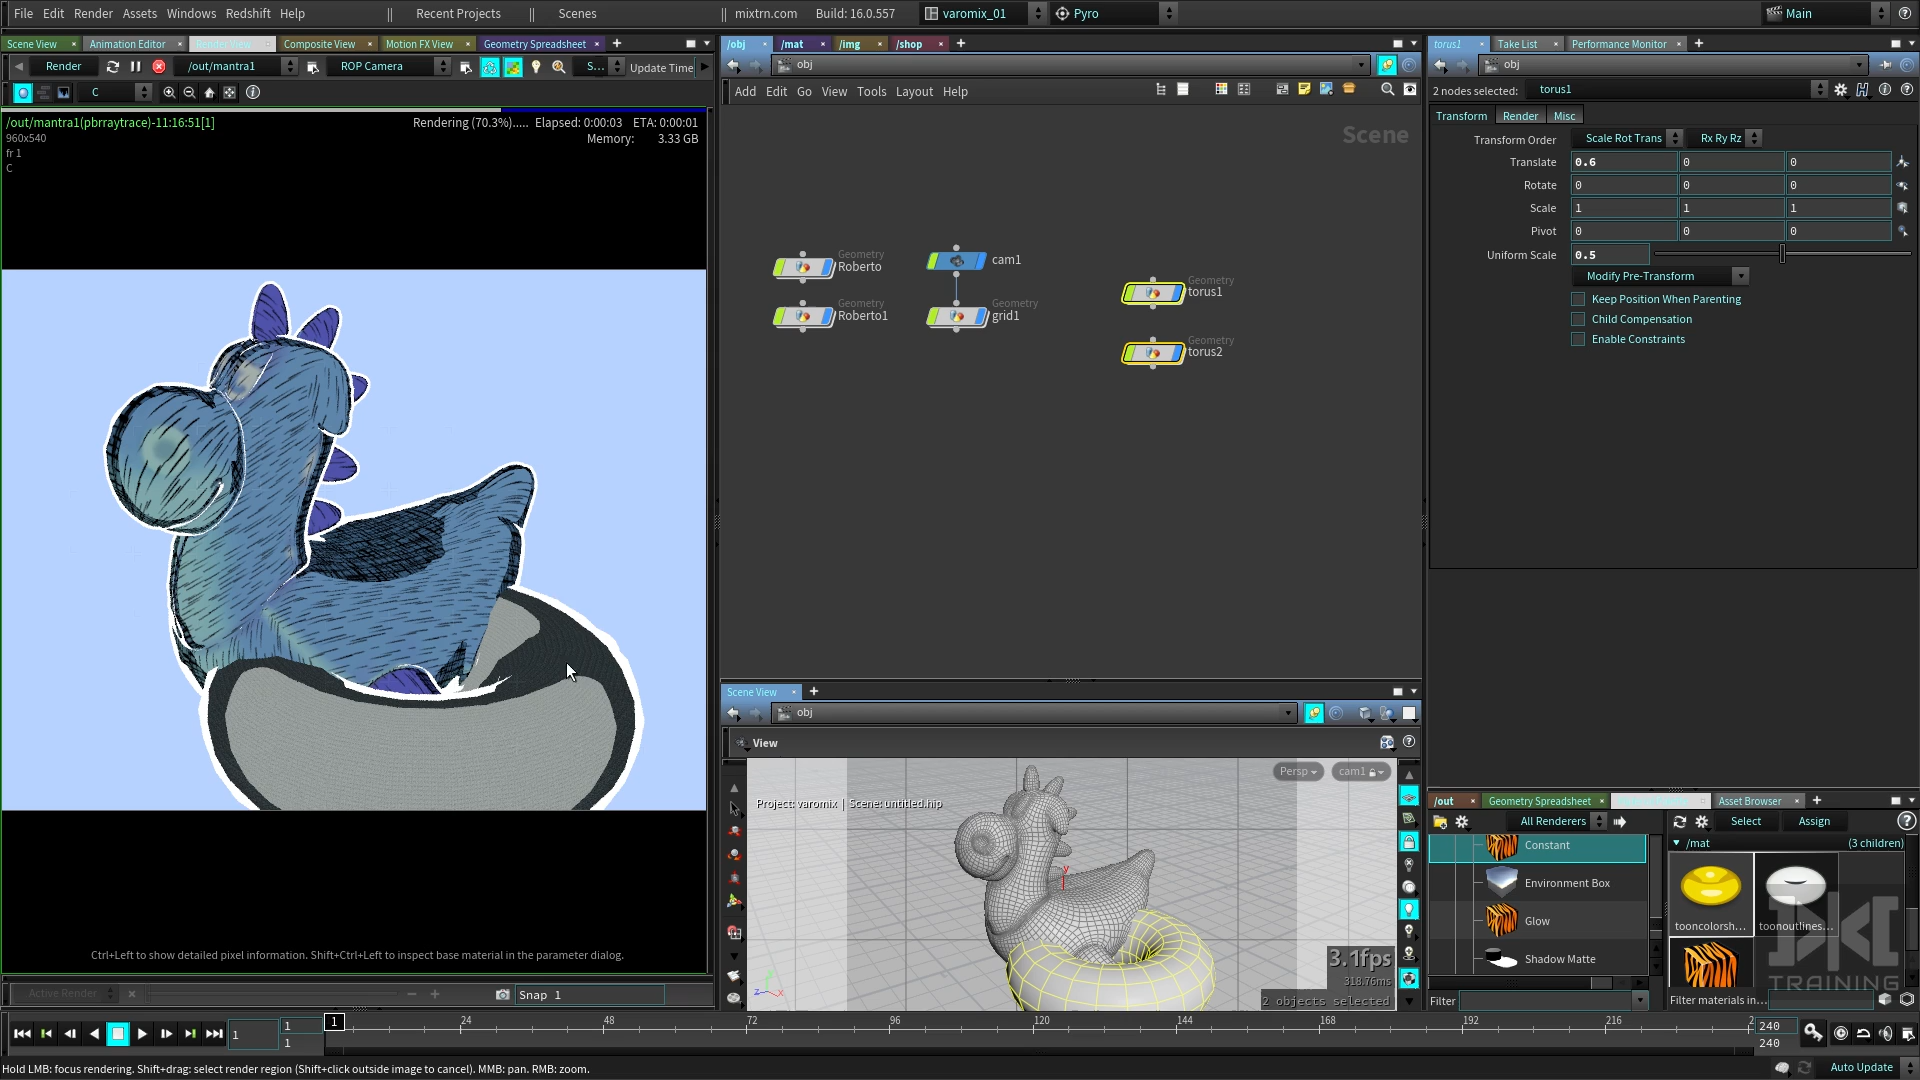 File Edit Render Assets Windows Redshift Help || Recent Projects || Scenes || mixtrn.com Build: 16.0.557 varomix_01 Pyro Main
Scene View Animation Editor Render View Composite View Motion FX View Geometry Spreadsheet
/obj /mat /img /shop
torus1 Take List Performance Monitor
Render /out/mantra1 ROP Camera S... Update Time
obj
obj
C
Add Edit Go View Tools Layout Help
2 nodes selected: torus1
/out/mantra1(pbrraytrace)-11:16:51[1]
Rendering (70.3%)..... Elapsed: 0:00:03 ETA: 0:00:01
960x540
Memory: 3.33 GB
fr 1
C
Scene
Geometry
Roberto
cam1
Geometry
Roberto1
Geometry
grid1
Geometry
torus1
Geometry
torus2
Transform Render Misc
Transform Order Scale Rot Trans Rx Ry Rz
Translate 0.6 0 0
Rotate 0 0 0
Scale 1 1 1
Pivot 0 0 0
Uniform Scale 0.5
Modify Pre-Transform
Keep Position When Parenting
Child Compensation
Enable Constraints
Scene View
obj
View
Persp cam1
Project: varomix | Scene: untitled.hip
y
z x
3.1fps
318.76ms
2 objects selected
/out Geometry Spreadsheet Asset Browser
All Renderers
Select Assign
Constant
Environment Box
Glow
Shadow Matte
Filter
/mat (3 children)
tooncolorsh... toonoutlines...
TRAINING
Filter materials in...
Ctrl+Left to show detailed pixel information. Shift+Ctrl+Left to inspect base material in the parameter dialog.
Active Render
Snap 1
1 1 1 1 24 48 72 96 120 144 168 192 216 2 240
240
Hold LMB: focus rendering. Shift+drag: select render region (Shift+click outside image to cancel). MMB: pan. RMB: zoom.
Auto Update